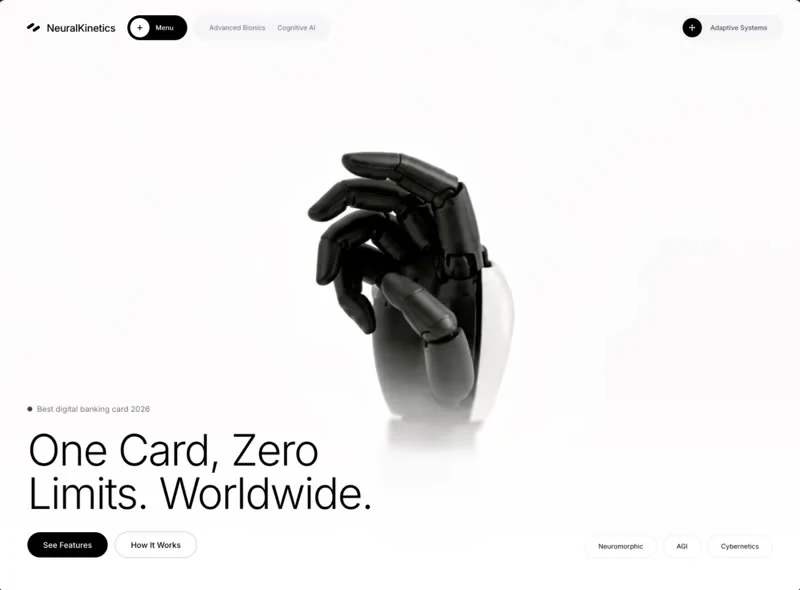 NeuralKinetics
Menu
Advanced Bionics
Cognitive AI
Adaptive Systems
Best digital banking card 2026
One Card, Zero
Limits. Worldwide.
See Features
How It Works
Neuromorphic
AGI
Cybernetics